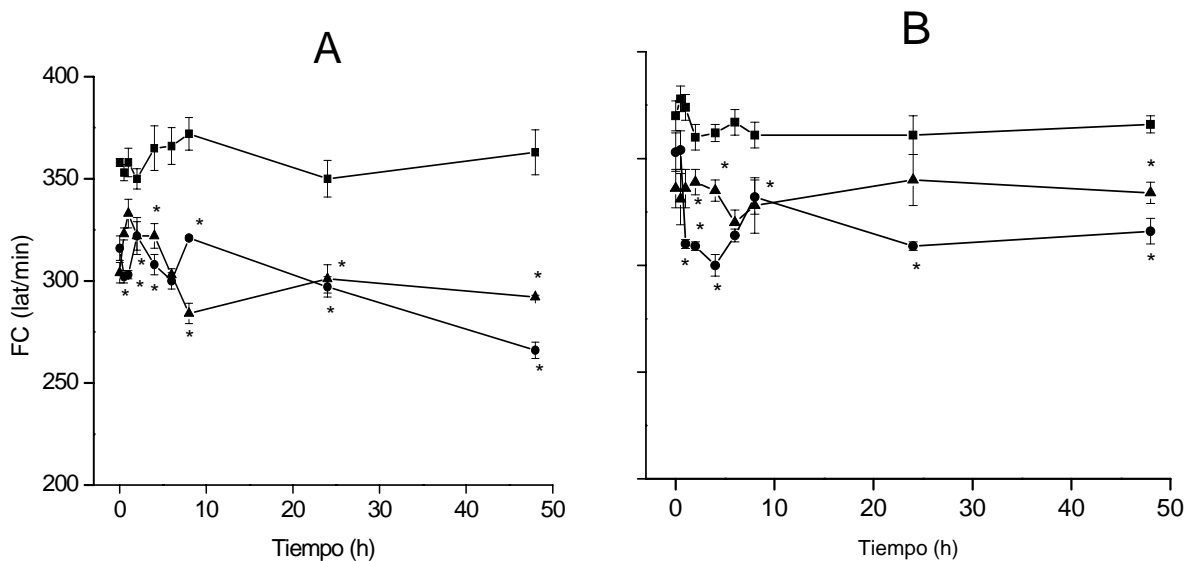 A
B
400
350
300
250
200
FC (lat/min)
* * * * * * * * * * * *
* * * * * * * * *
0 10 20 30 40 50
0 10 20 30 40 50
Tiempo (h)
Tiempo (h)